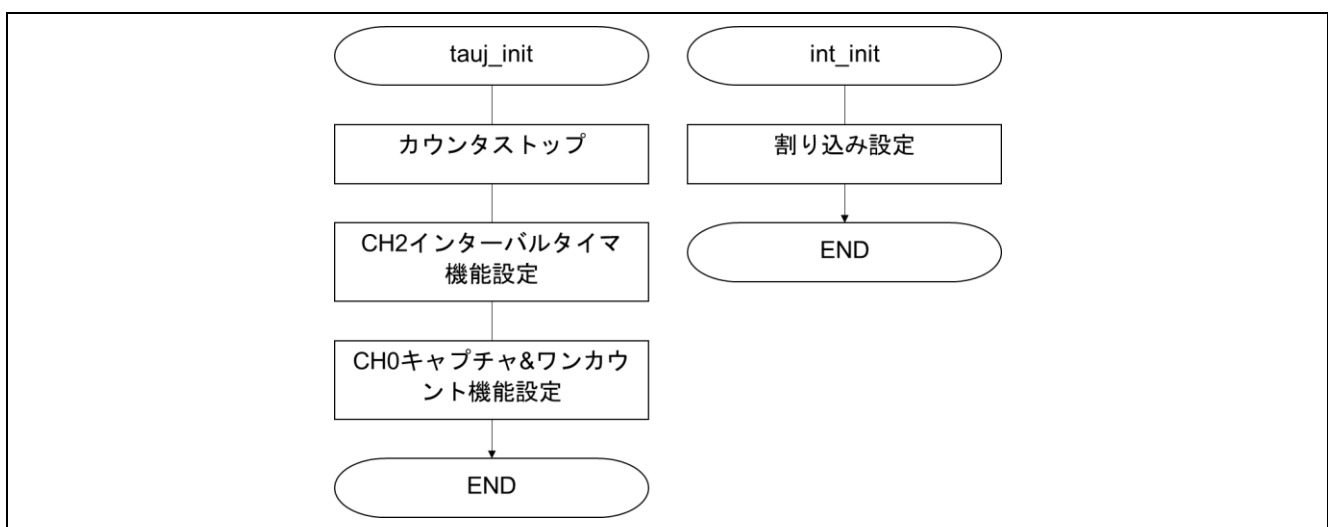 tauj_init
カウンタストップ
CH2インターバルタイマ
機能設定
CH0キャプチャ&ワンカウ
ント機能設定
END
int_init
割り込み設定
END